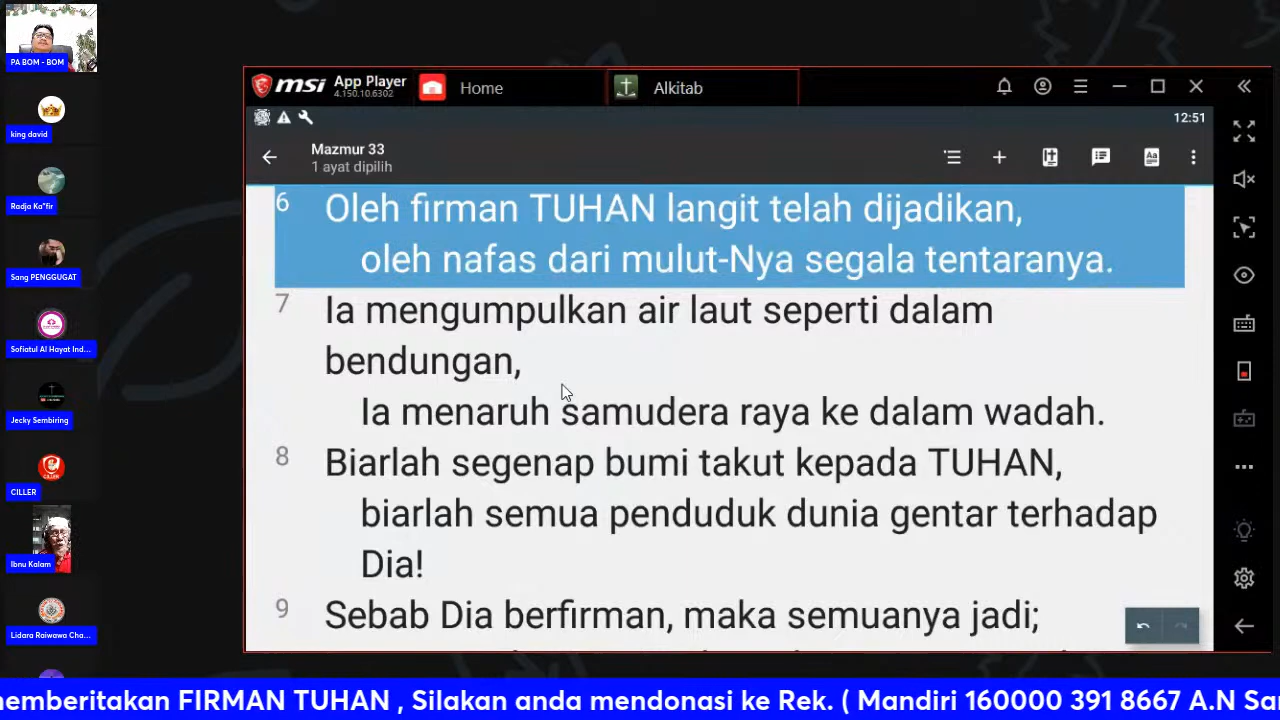 PA BOM - BOM
king david
Radja Ka"fir
Sang PENGGUGAT
Sofiatul Al Hayat Ind...
Jecky Sembiring
CILLER
Ibnu Kalam
Lidara Raiwawa Cha...
msi App Player
4.150.10.6302
Home
Alkitab
12:51
Mazmur 33
1 ayat dipilih
6 Oleh firman TUHAN langit telah dijadikan,
oleh nafas dari mulut-Nya segala tentaranya.
7 Ia mengumpulkan air laut seperti dalam
bendungan,
Ia menaruh samudera raya ke dalam wadah.
8 Biarlah segenap bumi takut kepada TUHAN,
biarlah semua penduduk dunia gentar terhadap
Dia!
9 Sebab Dia berfirman, maka semuanya jadi;
memberitakan FIRMAN TUHAN , Silakan anda mendonasi ke Rek. ( Mandiri 160000 391 8667 A.N Sa